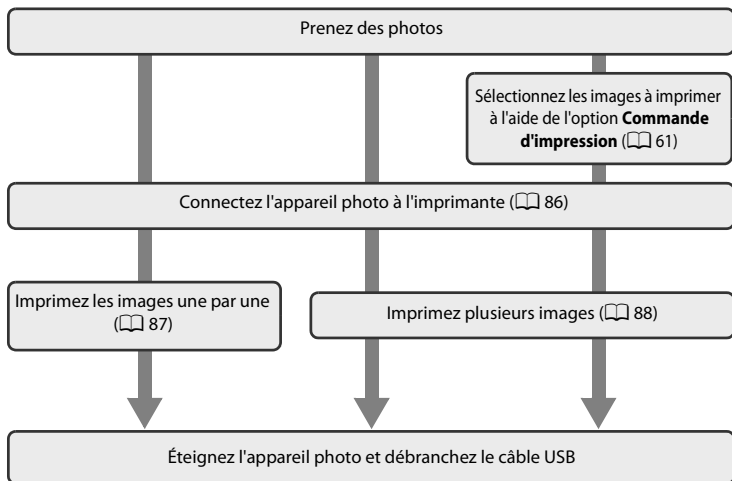 Prenez des photos
Sélectionnez les images à imprimer
à l'aide de l'option Commande
d'impression (61)
Connectez l'appareil photo à l'imprimante (86)
Imprimez les images une par une
(87)
Imprimez plusieurs images (88)
Éteignez l'appareil photo et débranchez le câble USB